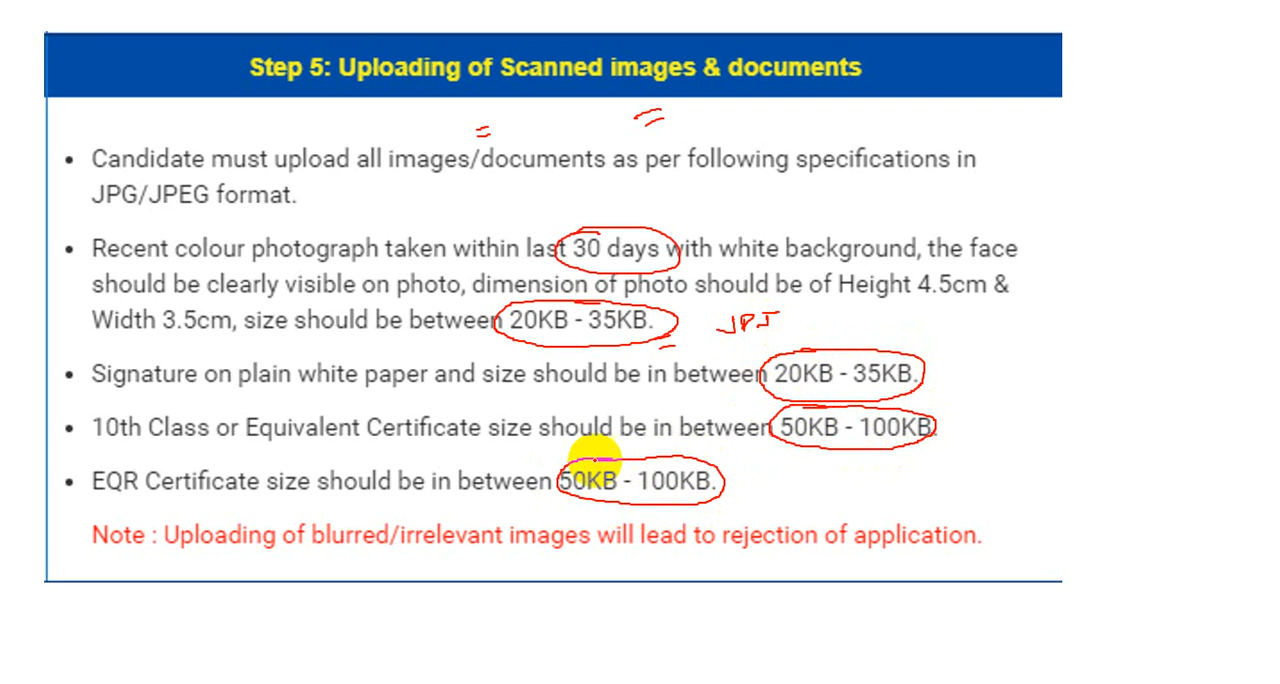 Step 5: Uploading of Scanned images & documents
• Candidate must upload all images/documents as per following specifications in
JPG/JPEG format.
• Recent colour photograph taken within last 30 days with white background, the face
should be clearly visible on photo, dimension of photo should be of Height 4.5cm &
Width 3.5cm, size should be between 20KB - 35KB.
JPJ
• Signature on plain white paper and size should be in between 20KB - 35KB.
• 10th Class or Equivalent Certificate size should be in between 50KB - 100KB.
• EQR Certificate size should be in between 50KB - 100KB.
Note : Uploading of blurred/irrelevant images will lead to rejection of application.